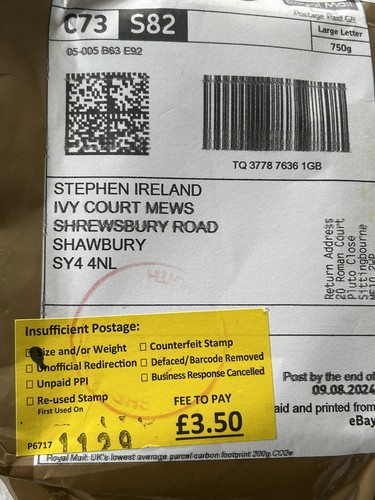 Royal Mail
Postage Paid GB
C73 S82
Large Letter
750g
05-005 B63 E92
TQ 3778 7636 1GB
STEPHEN IRELAND
IVY COURT MEWS
SHREWSBURY ROAD
SHAWBURY
SY4 4NL
Return Address
20 Roman Court
Pluto Close
Sittingbourne
ME10
Insufficient Postage:
Size and/or Weight
Unofficial Redirection
Unpaid PPI
Re-used Stamp
First Used On
Counterfeit Stamp
Defaced/Barcode Removed
Business Response Cancelled
FEE TO PAY
£3.50
P6717
1129
Post by the end of
09.08.2024
aid and printed from
eBay
Royal Mail: UK's lowest average parcel carbon footprint 200g CO2e